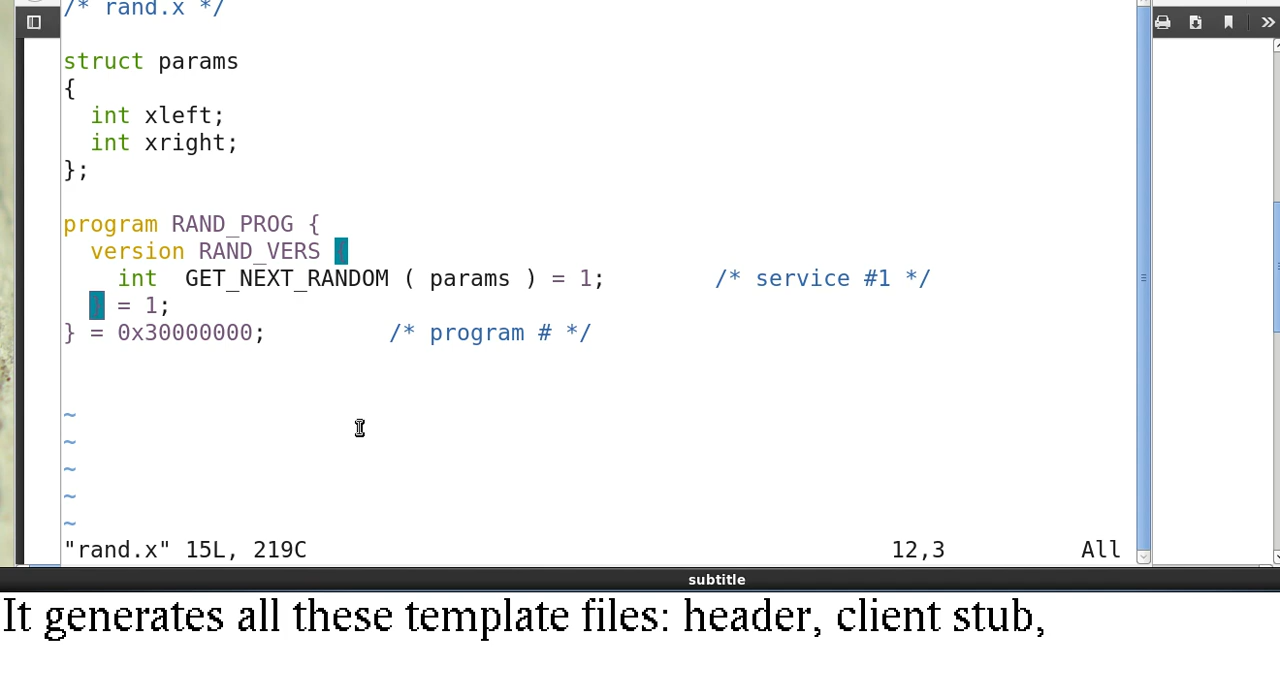 /* rand.x */
struct params
{
  int xleft;
  int xright;
};
program RAND_PROG {
  version RAND_VERS {
    int  GET_NEXT_RANDOM ( params ) = 1;        /* service #1 */
  } = 1;
} = 0x30000000;         /* program # */
~
~
~
~
~
"rand.x" 15L, 219C 12,3 All
subtitle
It generates all these template files: header, client stub,